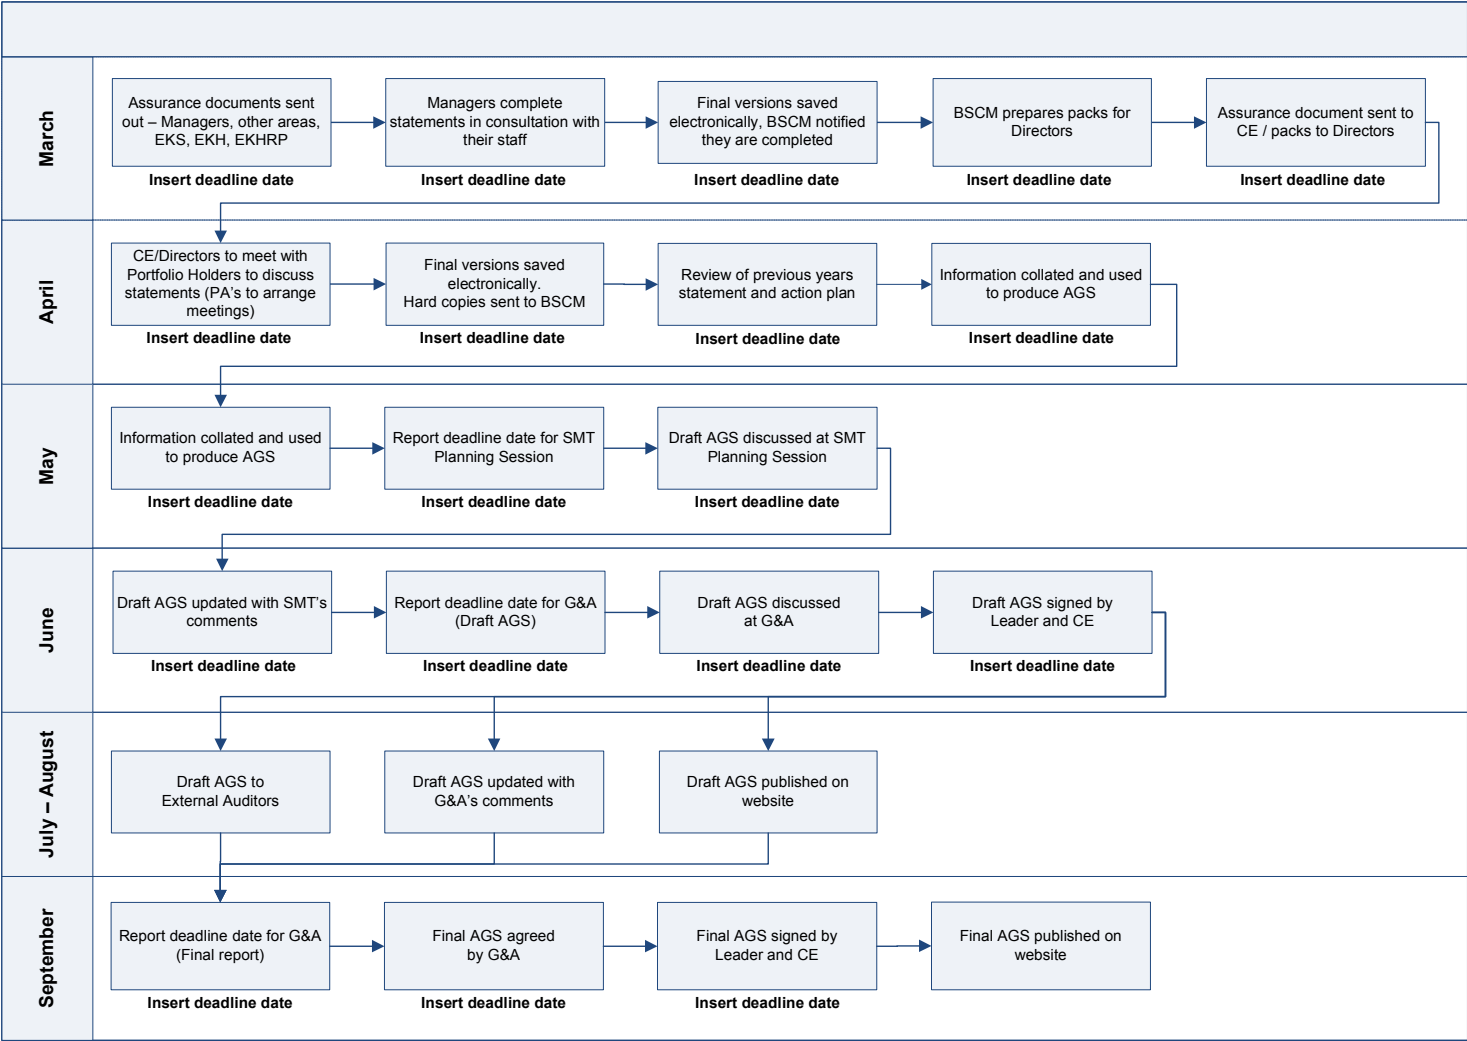 March
Assurance documents sent
out – Managers, other areas,
EKS, EKH, EKHRP
Insert deadline date
Managers complete
statements in consultation with
their staff
Insert deadline date
Final versions saved
electronically, BSCM notified
they are completed
Insert deadline date
BSCM prepares packs for
Directors
Insert deadline date
Assurance document sent to
CE / packs to Directors
Insert deadline date
April
CE/Directors to meet with
Portfolio Holders to discuss
statements (PA's to arrange
meetings)
Insert deadline date
Final versions saved
electronically.
Hard copies sent to BSCM
Insert deadline date
Review of previous years
statement and action plan
Insert deadline date
Information collated and used
to produce AGS
Insert deadline date
May
Information collated and used
to produce AGS
Insert deadline date
Report deadline date for SMT
Planning Session
Insert deadline date
Draft AGS discussed at SMT
Planning Session
Insert deadline date
June
Draft AGS updated with SMT's
comments
Insert deadline date
Report deadline date for G&A
(Draft AGS)
Insert deadline date
Draft AGS discussed
at G&A
Insert deadline date
Draft AGS signed by
Leader and CE
Insert deadline date
July – August
Draft AGS to
External Auditors
Draft AGS updated with
G&A's comments
Draft AGS published on
website
September
Report deadline date for G&A
(Final report)
Insert deadline date
Final AGS agreed
by G&A
Insert deadline date
Final AGS signed by
Leader and CE
Insert deadline date
Final AGS published on
website